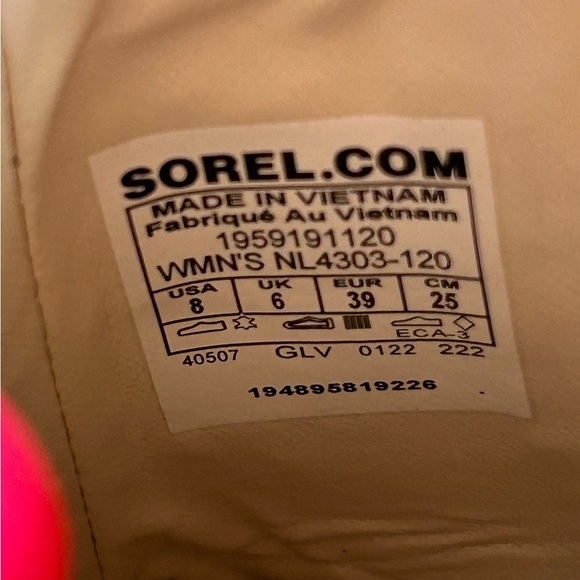 SOREL.COM
MADE IN VIETNAM
Fabriqué Au Vietnam
1959191120
WMN'S NL4303-120
USA UK EUR CM
8 6 39 25
ECA-3
40507 GLV 0122 222
194895819226